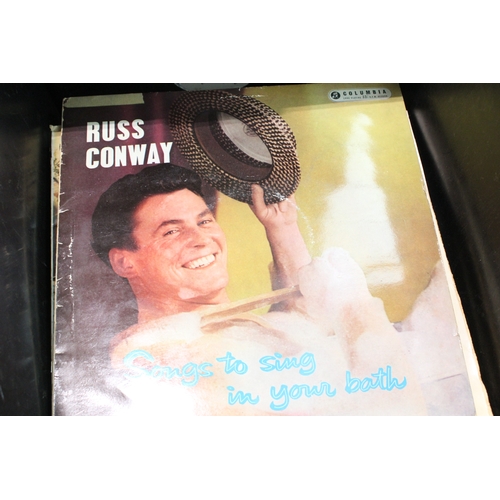 COLUMBIA
RUSS
CONWAY
Songs to sing
in your bath